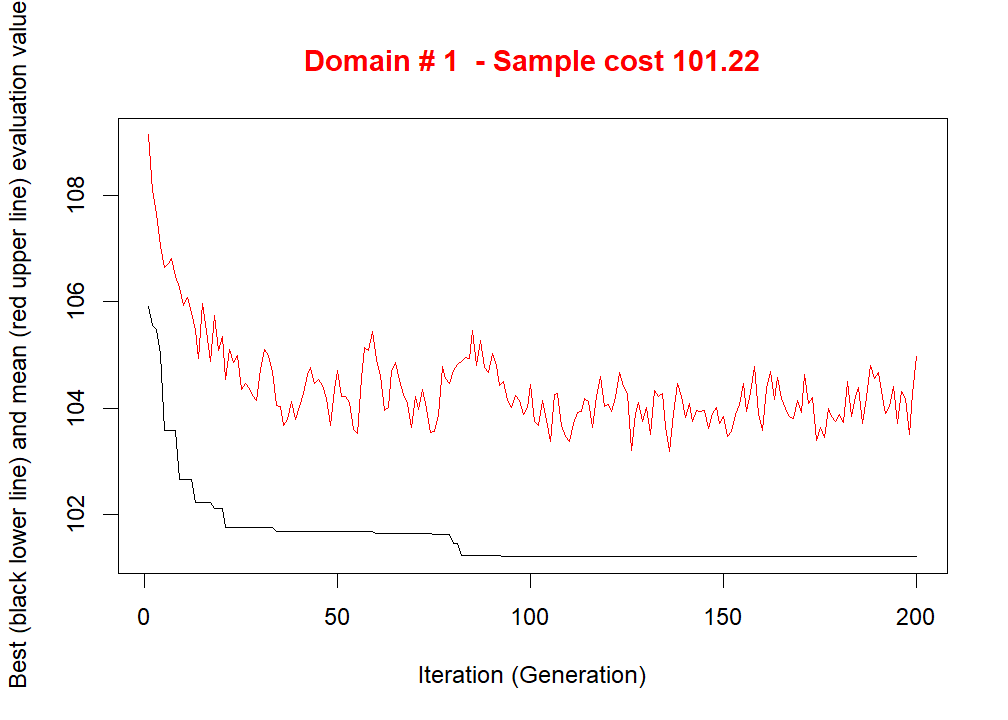 Domain # 1  - Sample cost 101.22
Best (black lower line) and mean (red upper line) evaluation value
108
106
104
102
0 50 100 150 200
Iteration (Generation)